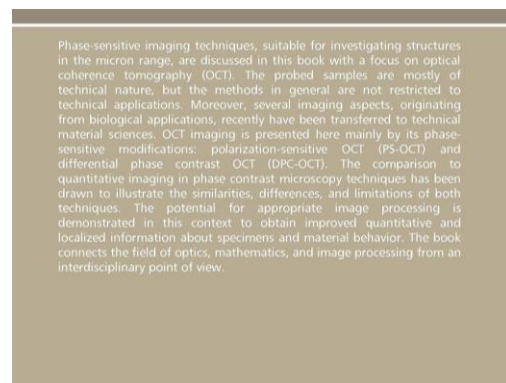 Phase-sensitive imaging techniques, suitable for investigating structures
in the micron range, are discussed in this book with a focus on optical
coherence tomography (OCT). The probed samples are mostly of
technical nature, but the methods in general are not restricted to
technical applications. Moreover, several imaging aspects, originating
from biological applications, recently have been transferred to technical
material sciences. OCT imaging is presented here mainly by its phase-
sensitive modifications: polarization-sensitive OCT (PS-OCT) and
differential phase contrast OCT (DPC-OCT). The comparison to
quantitative imaging in phase contrast microscopy techniques has been
drawn to illustrate the similarities, differences, and limitations of both
techniques. The potential for appropriate image processing is
demonstrated in this context to obtain improved quantitative and
localized information about specimens and material behavior. The book
connects the field of optics, mathematics, and image processing from an
interdisciplinary point of view.